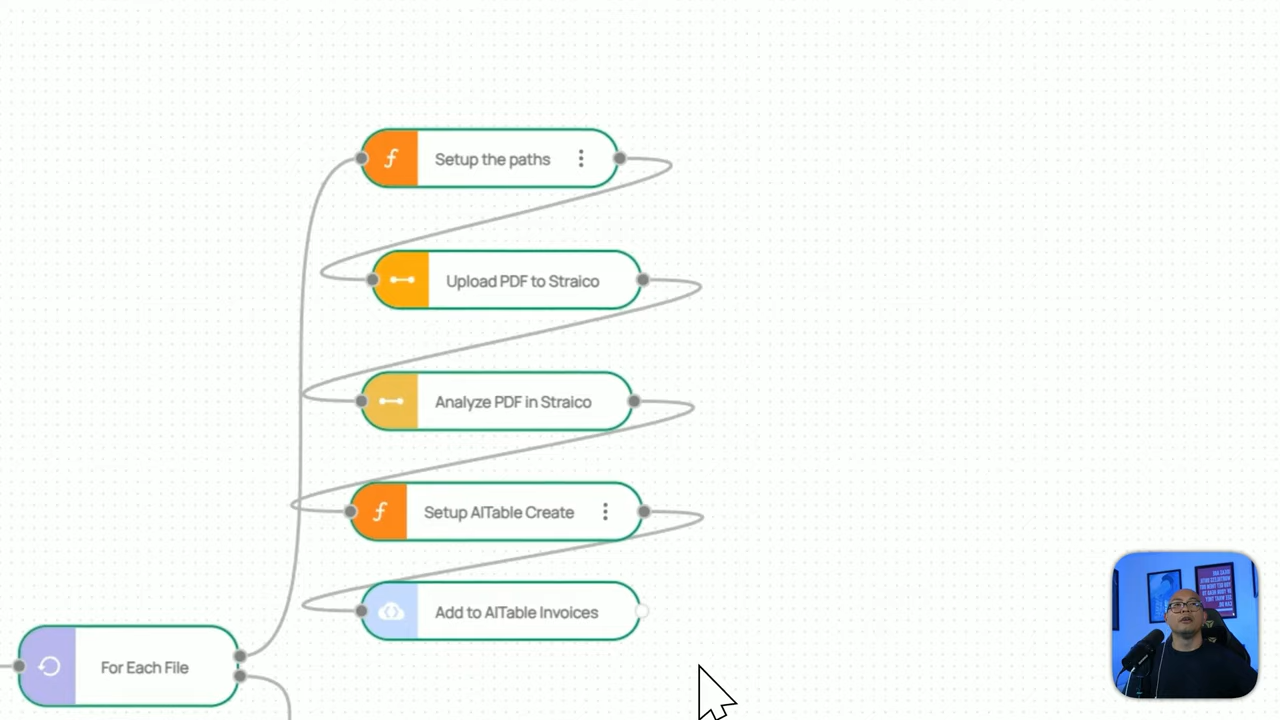 Setup the paths
Upload PDF to Straico
Analyze PDF in Straico
Setup AITable Create
Add to AITable Invoices
For Each File